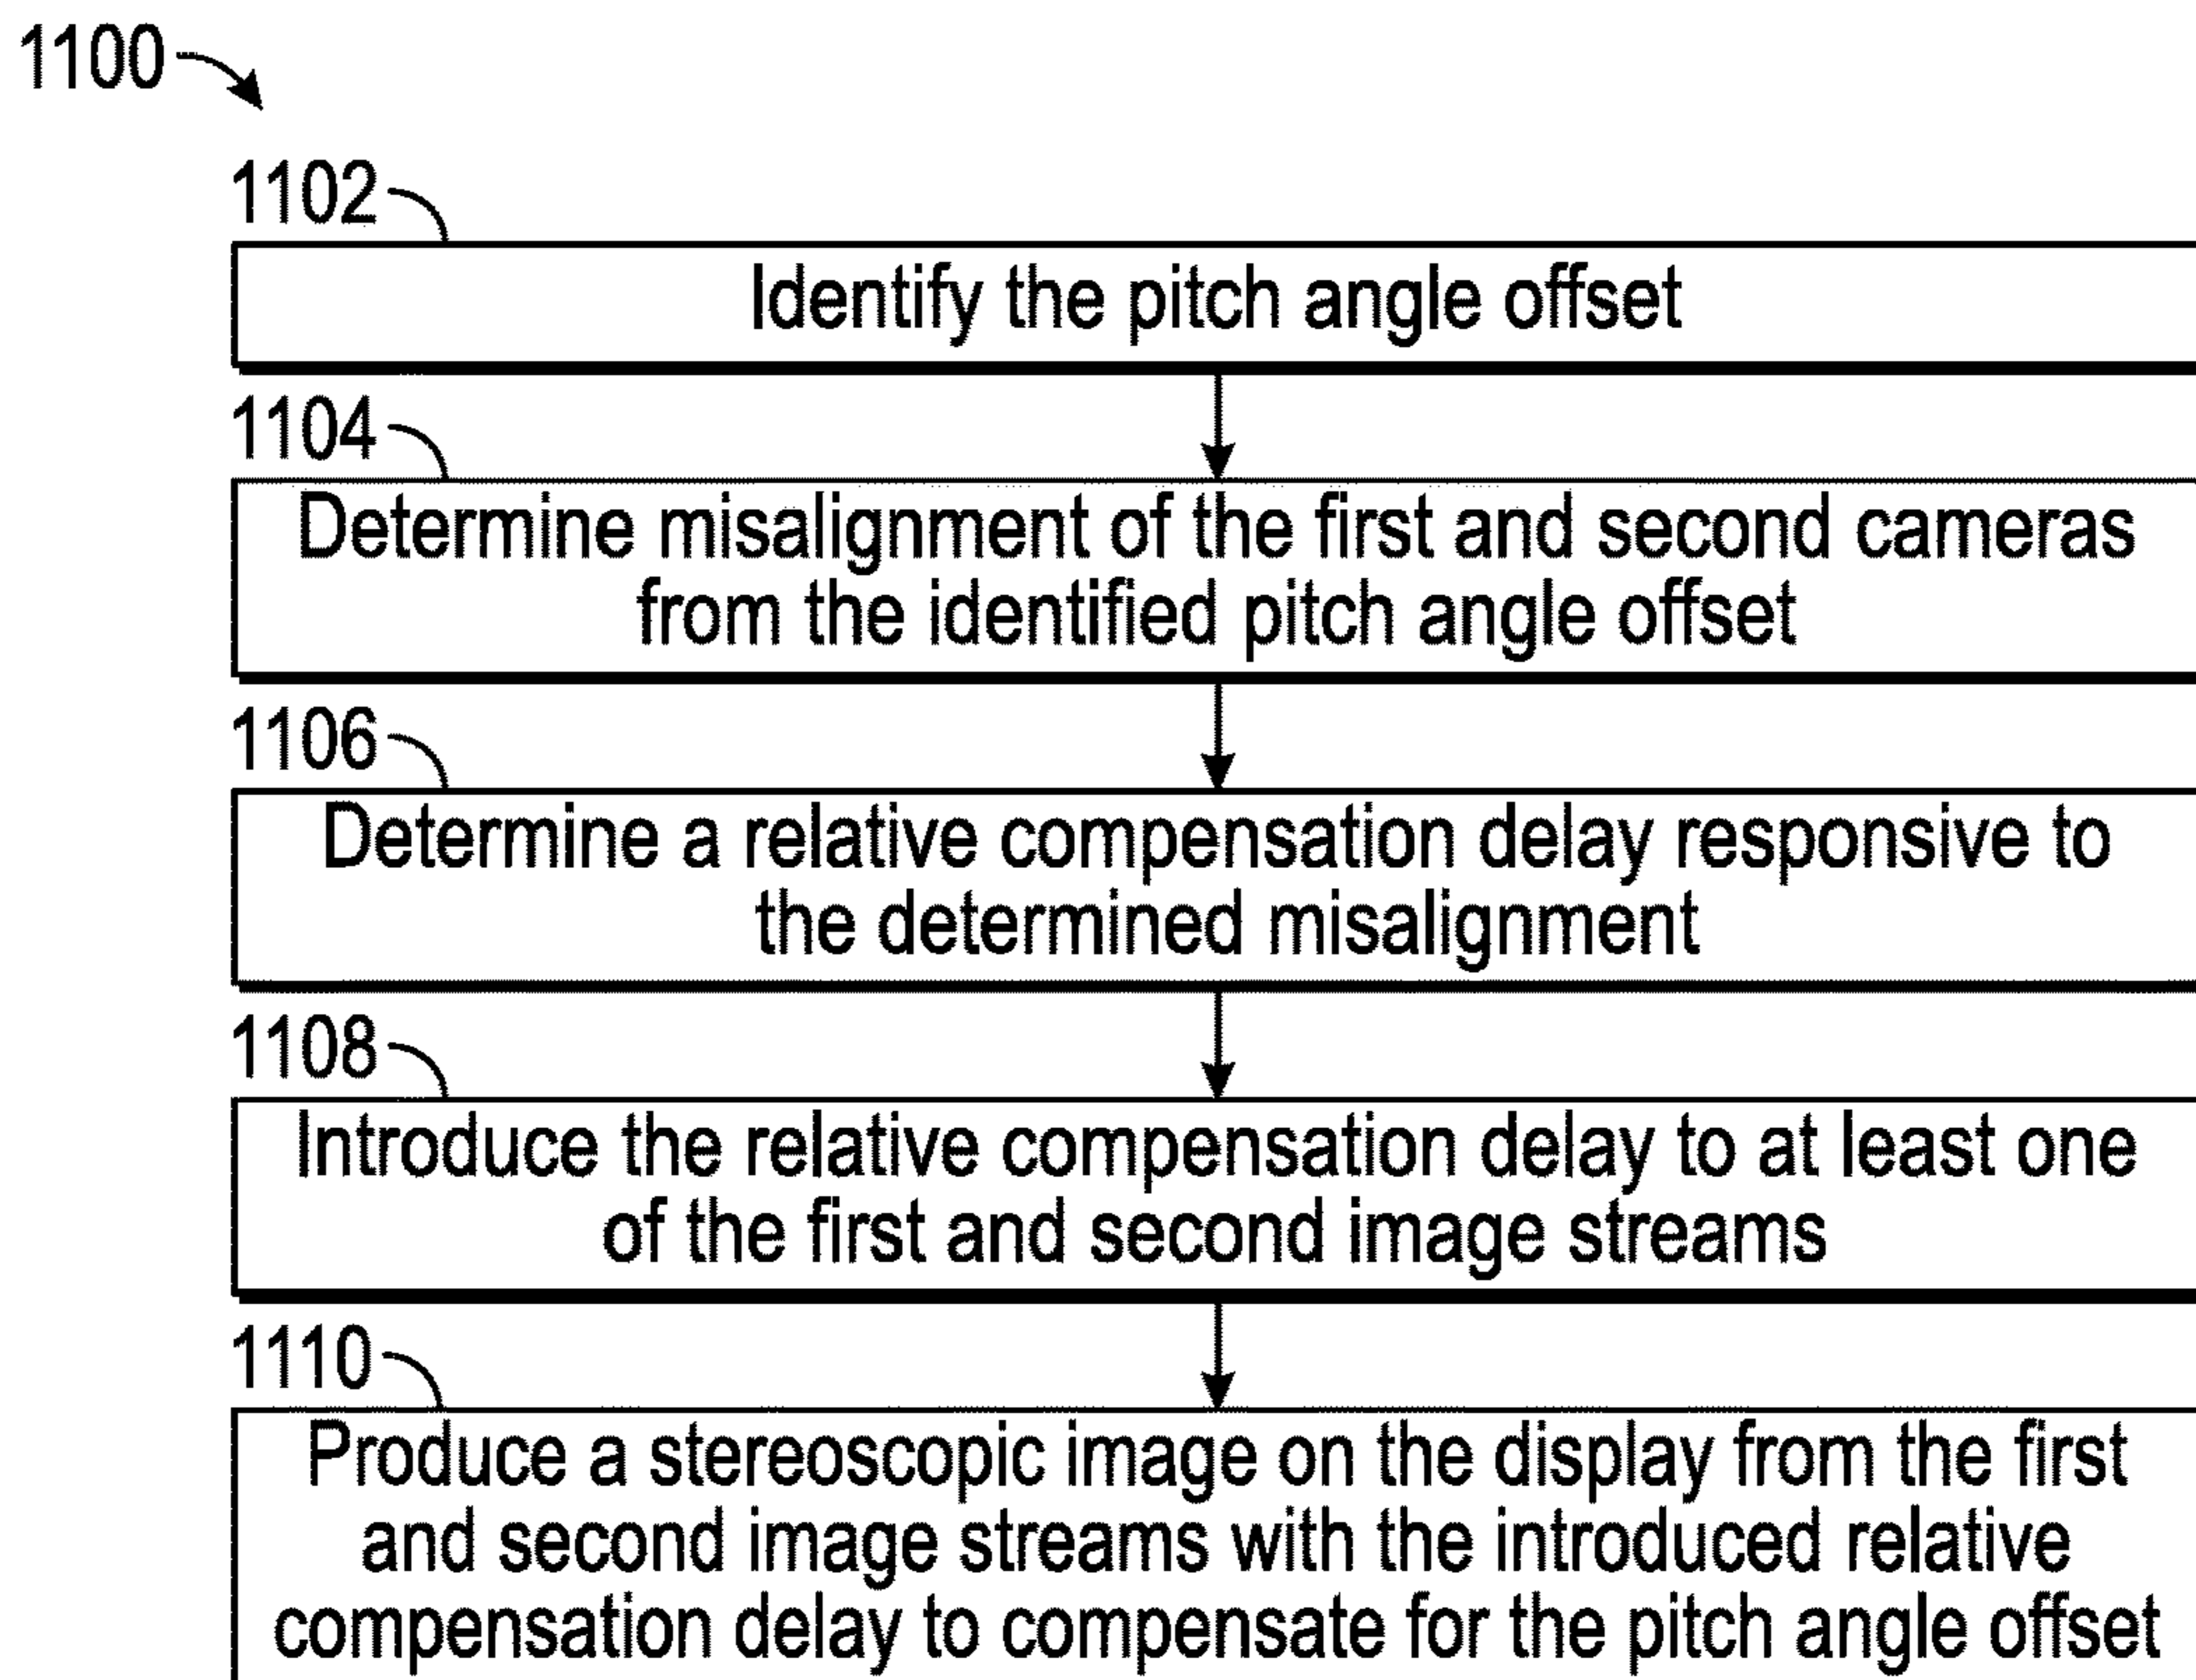 1100
1102
Identify the pitch angle offset
1104
Determine misalignment of the first and second cameras
from the identified pitch angle offset
1106
Determine a relative compensation delay responsive to
the determined misalignment
1108
Introduce the relative compensation delay to at least one
of the first and second image streams
1110
Produce a stereoscopic image on the display from the first
and second image streams with the introduced relative
compensation delay to compensate for the pitch angle offset